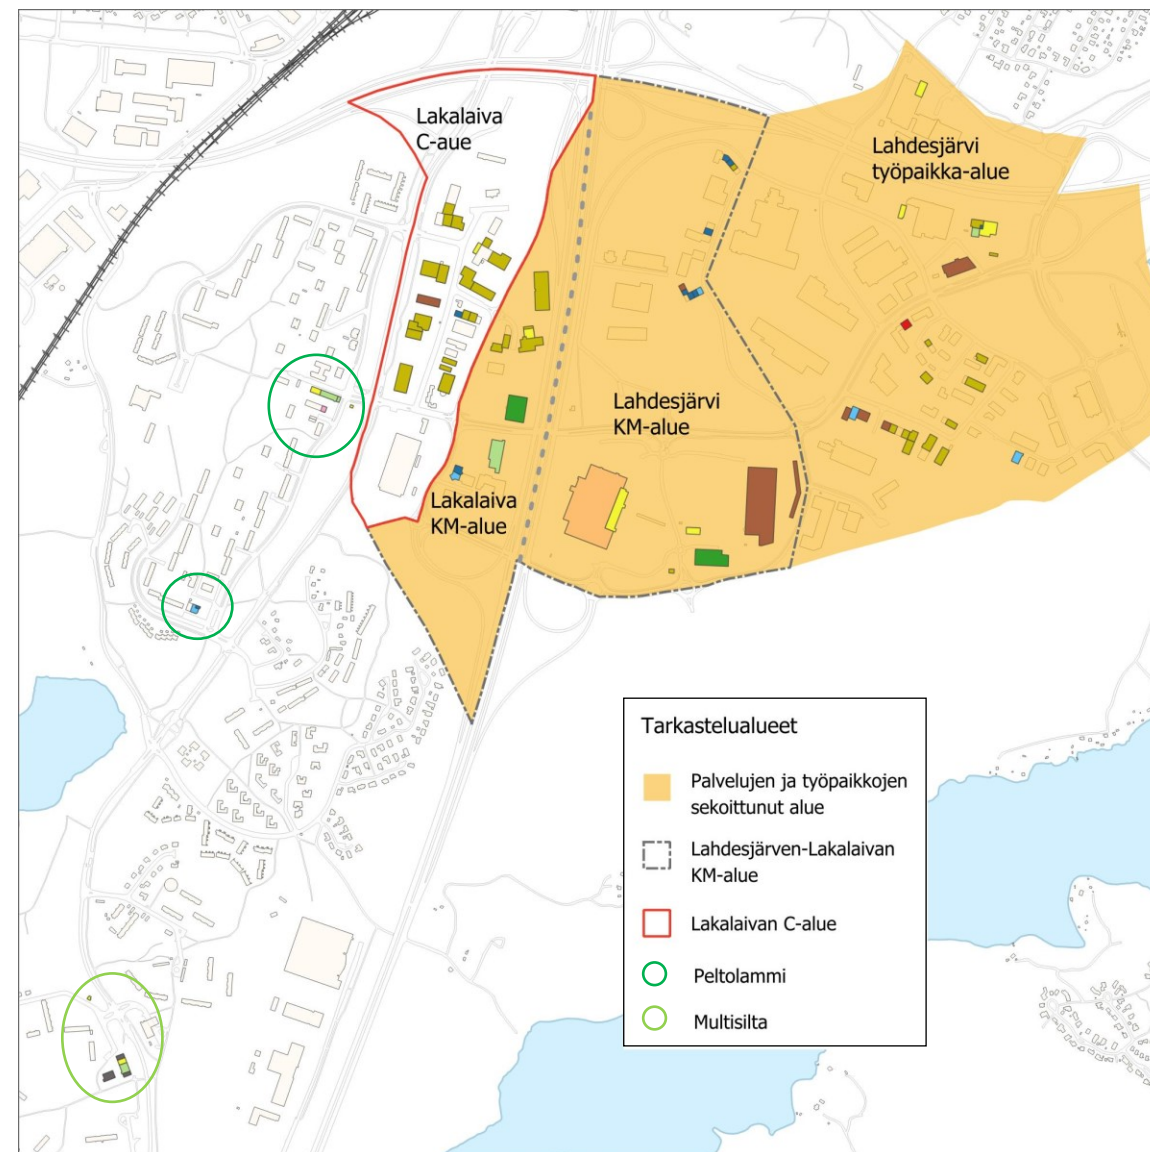 Lakalaiva
C-aue
Lahdesjärvi
työpaikka-alue
Lahdesjärvi
KM-alue
Lakalaiva
KM-alue
Tarkastelualueet
Palvelujen ja työpaikkojen
sekoittunut alue
Lahdesjärven-Lakalaivan
KM-alue
Lakalaivan C-alue
Peltolammi
Multisilta